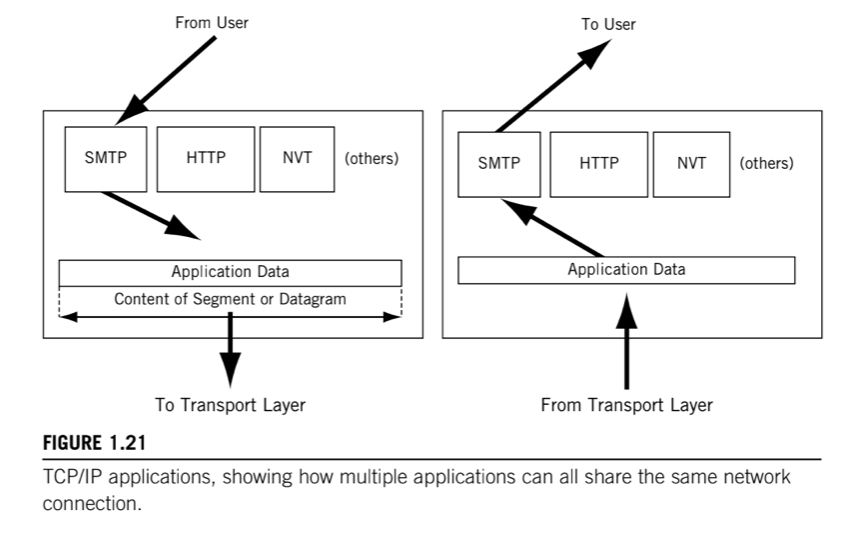 From User
To User
SMTP
HTTP
NVT
(others)
Application Data
Content of Segment or Datagram
To Transport Layer
SMTP
HTTP
NVT
(others)
Application Data
From Transport Layer
FIGURE 1.21
TCP/IP applications, showing how multiple applications can all share the same network
connection.